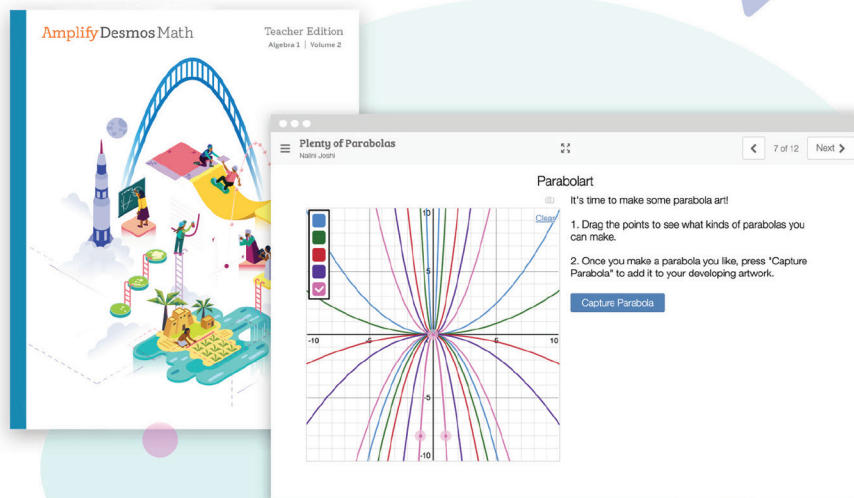 Amplify Desmos Math
Teacher Edition
Algebra 1 | Volume 2
Plenty of Parabolas
Nalini Joshi
7 of 12
Next
Parabolart
It's time to make some parabola art!
Clear
1. Drag the points to see what kinds of parabolas you
can make.
2. Once you make a parabola you like, press "Capture
Parabola" to add it to your developing artwork.
Capture Parabola
10
5
-10
-5
5
10
-5
-10